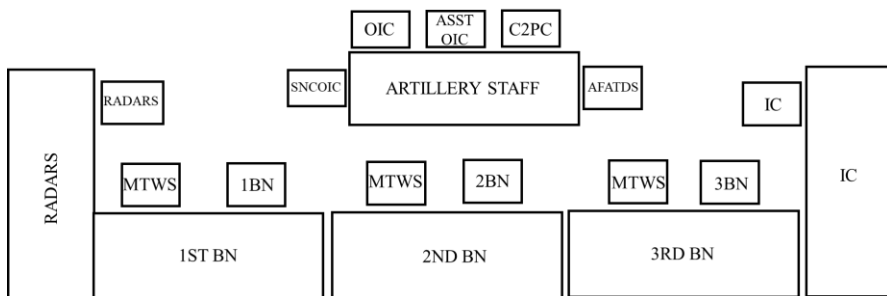 OIC
ASST
OIC
C2PC
SNCOIC
ARTILLERY STAFF
AFATDS
RADARS
IC
RADARS
IC
MTWS
1BN
MTWS
2BN
MTWS
3BN
1ST BN
2ND BN
3RD BN